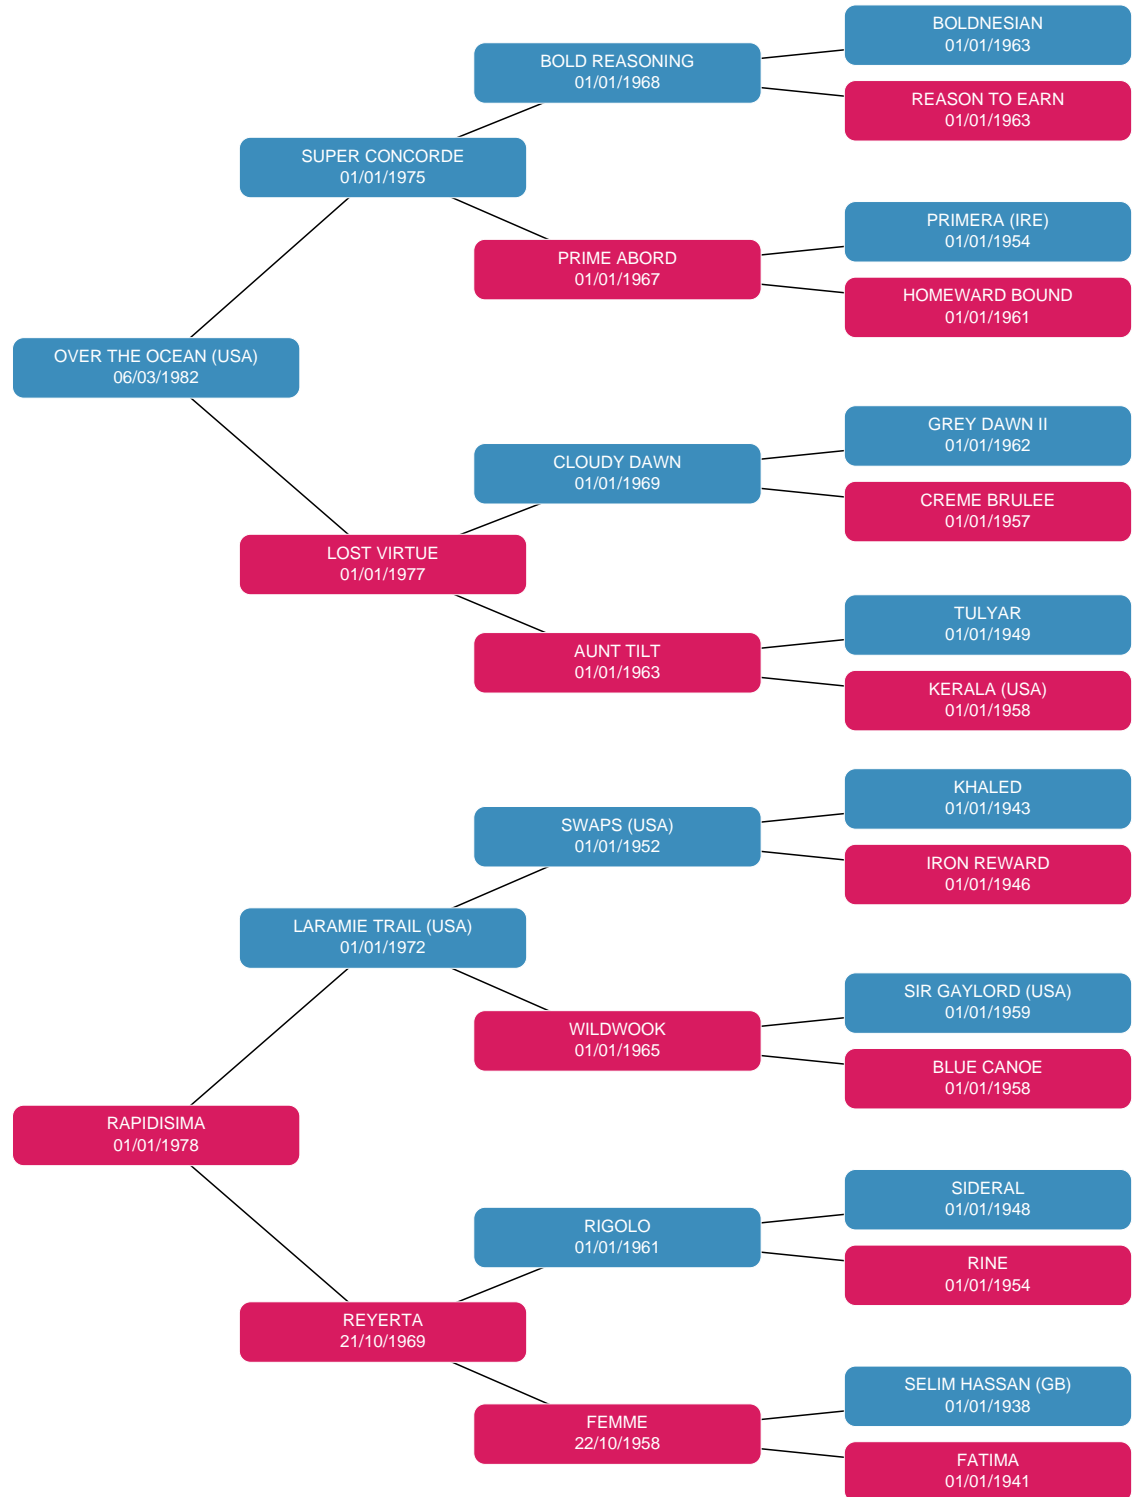 BOLDNESIAN
01/01/1963
BOLD REASONING
01/01/1968
REASON TO EARN
01/01/1963
SUPER CONCORDE
01/01/1975
PRIMERA (IRE)
01/01/1954
PRIME ABORD
01/01/1967
HOMEWARD BOUND
01/01/1961
OVER THE OCEAN (USA)
06/03/1982
GREY DAWN II
01/01/1962
CLOUDY DAWN
01/01/1969
CREME BRULEE
01/01/1957
LOST VIRTUE
01/01/1977
TULYAR
01/01/1949
AUNT TILT
01/01/1963
KERALA (USA)
01/01/1958
KHALED
01/01/1943
SWAPS (USA)
01/01/1952
IRON REWARD
01/01/1946
LARAMIE TRAIL (USA)
01/01/1972
SIR GAYLORD (USA)
01/01/1959
WILDWOOK
01/01/1965
BLUE CANOE
01/01/1958
RAPIDISIMA
01/01/1978
SIDERAL
01/01/1948
RIGOLO
01/01/1961
RINE
01/01/1954
REYERTA
21/10/1969
SELIM HASSAN (GB)
01/01/1938
FEMME
22/10/1958
FATIMA
01/01/1941